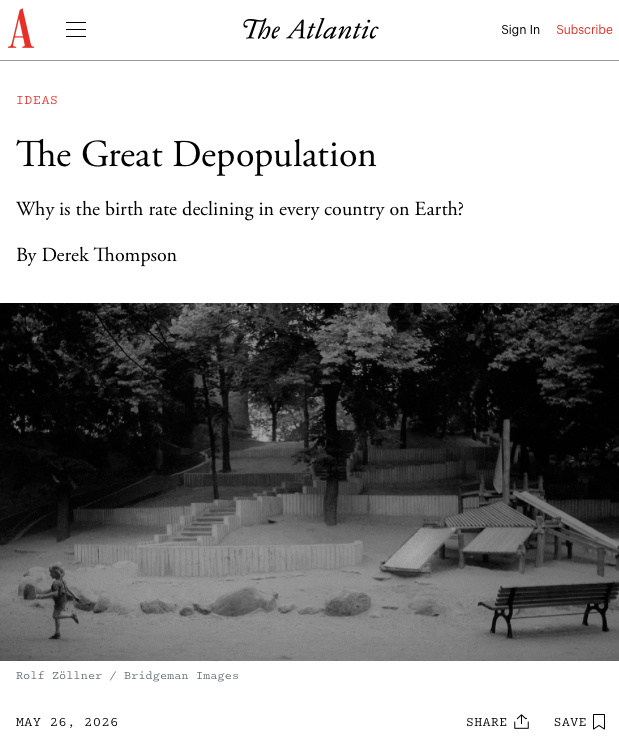 A
The Atlantic
Sign In
Subscribe
IDEAS
The Great Depopulation
Why is the birth rate declining in every country on Earth?
By Derek Thompson
Rolf Zöllner / Bridgeman Images
MAY 26, 2026
SHARE
SAVE